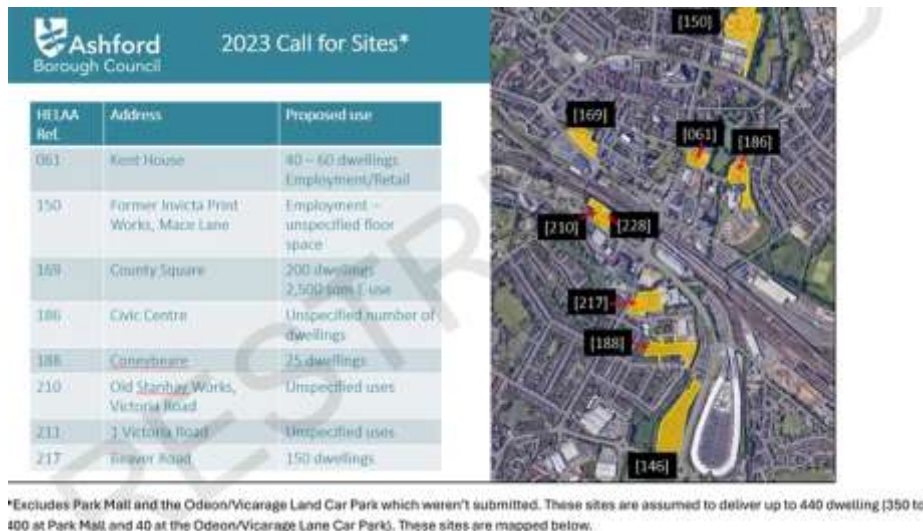 Ashford
Borough Council
2023 Call for Sites*
HELAA Ref. Address Proposed use
061 Kent House 40 – 60 dwellings Employment/Retail
150 Former Invicta Print Works, Mace Lane Employment – unspecified floor space
169 County Square 200 dwellings 2,500 sqm E use
186 Civic Centre Unspecified number of dwellings
188 Coneybeare 25 dwellings
210 Old Stanhay Works, Victoria Road Unspecified uses
211 1 Victoria Road Unspecified uses
217 Beaver Road 150 dwellings
[150]
[169]
[061]
[186]
[210]
[228]
[217]
[188]
[146]
*Excludes Park Mall and the Odeon/Vicarage Land Car Park which weren't submitted. These sites are assumed to deliver up to 440 dwelling (350
400 at Park Mall and 40 at the Odeon/Vicarage Lane Car Park). These sites are mapped below.